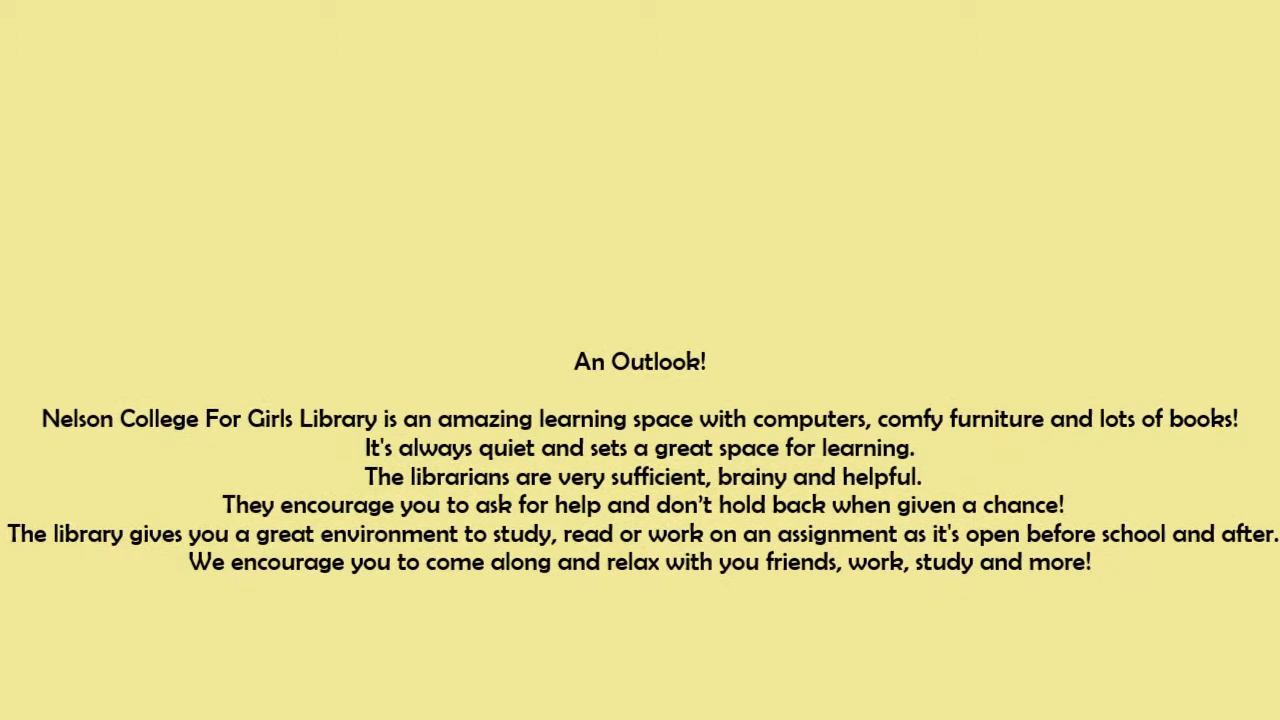 An Outlook!
Nelson College For Girls Library is an amazing learning space with computers, comfy furniture and lots of books!
It's always quiet and sets a great space for learning.
The librarians are very sufficient, brainy and helpful.
They encourage you to ask for help and don’t hold back when given a chance!
The library gives you a great environment to study, read or work on an assignment as it's open before school and after.
We encourage you to come along and relax with you friends, work, study and more!